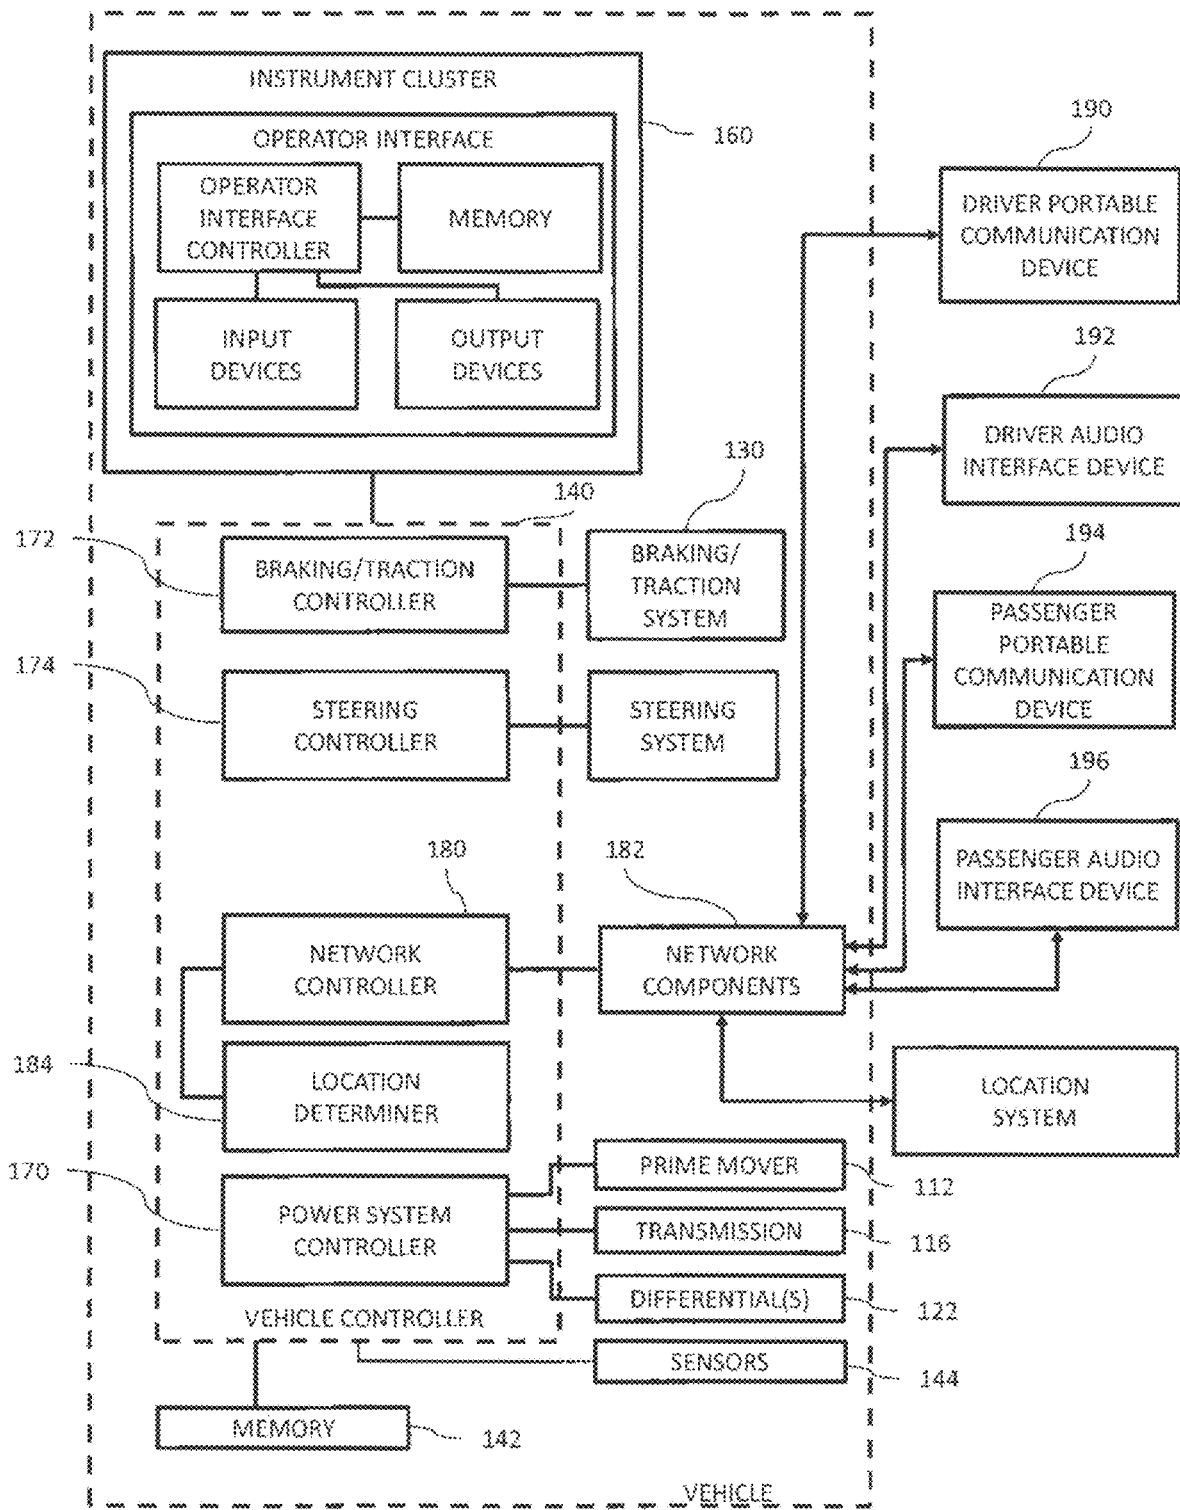 INSTRUMENT CLUSTER
160
OPERATOR INTERFACE
OPERATOR
INTERFACE
CONTROLLER
MEMORY
INPUT
DEVICES
OUTPUT
DEVICES
190
DRIVER PORTABLE
COMMUNICATION
DEVICE
192
DRIVER AUDIO
INTERFACE DEVICE
140
130
172
BRAKING/TRACTION
CONTROLLER
BRAKING/
TRACTION
SYSTEM
194
PASSENGER
PORTABLE
COMMUNICATION
DEVICE
174
STEERING
CONTROLLER
STEERING
SYSTEM
196
PASSENGER AUDIO
INTERFACE DEVICE
180
182
NETWORK
CONTROLLER
NETWORK
COMPONENTS
184
LOCATION
DETERMINER
LOCATION
SYSTEM
170
POWER SYSTEM
CONTROLLER
PRIME MOVER
112
TRANSMISSION
116
DIFFERENTIAL(S)
122
VEHICLE CONTROLLER
SENSORS
144
MEMORY
142
VEHICLE